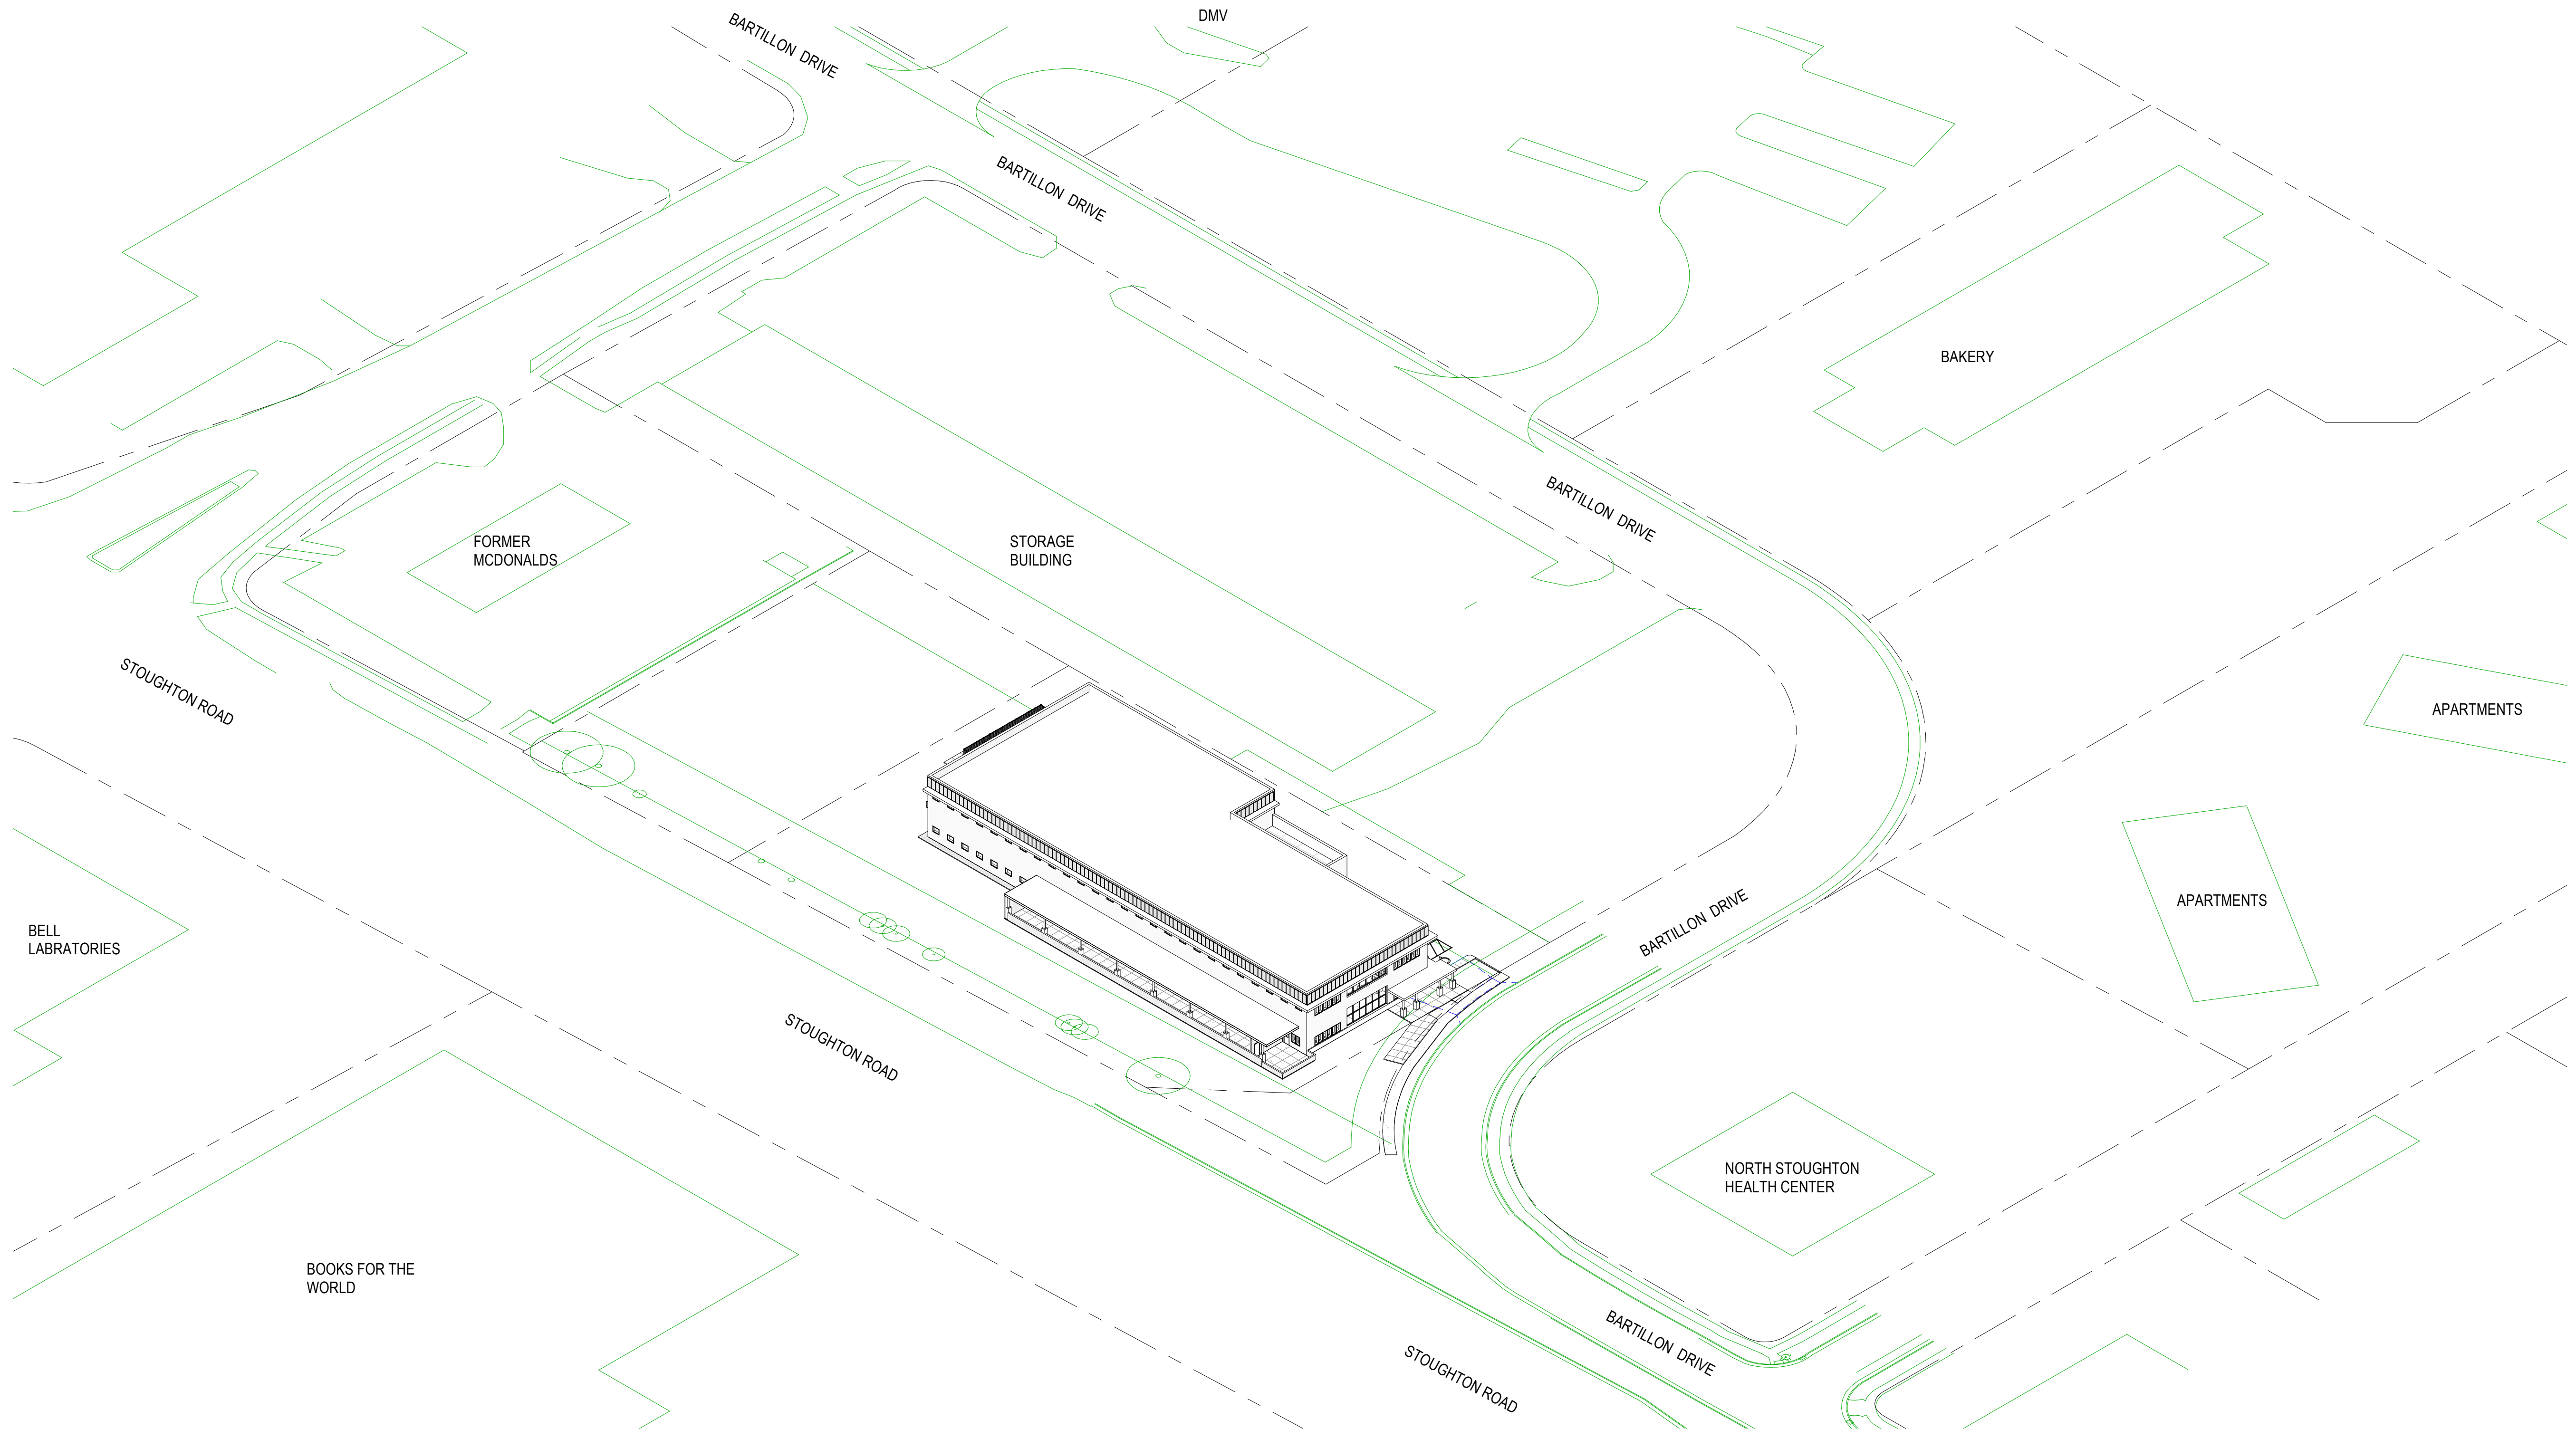 DMV
BARTILLON DRIVE
BARTILLON DRIVE
BAKERY
BARTILLON DRIVE
FORMER
MCDONALDS
STORAGE
BUILDING
STOUGHTON ROAD
APARTMENTS
APARTMENTS
BARTILLON DRIVE
BELL
LABRATORIES
STOUGHTON ROAD
NORTH STOUGHTON
HEALTH CENTER
BOOKS FOR THE
WORLD
BARTILLON DRIVE
STOUGHTON ROAD